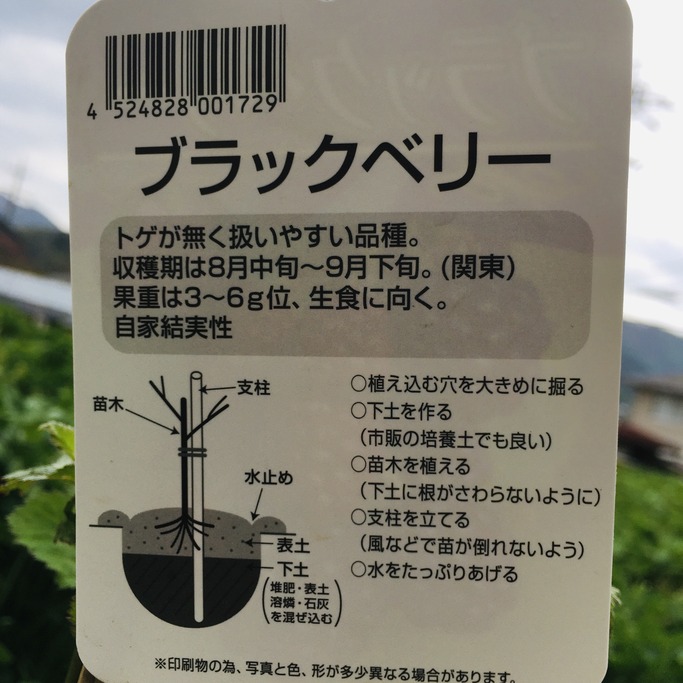 4 524828 001729
ブラックベリー
トゲが無く扱いやすい品種。
収穫期は8月中旬～9月下旬。(関東)
果重は3～6g位、生食に向く。
自家結実性
苗木
支柱
水止め
表土
下土
(堆肥・表土
溶燐・石灰
を混ぜ込む)
○植え込む穴を大きめに掘る
○下土を作る
(市販の培養土でも良い)
○苗木を植える
(下土に根がさわらないように)
○支柱を立てる
(風などで苗が倒れないよう)
○水をたっぷりあげる
※印刷物の為、写真と色、形が多少異なる場合があります。